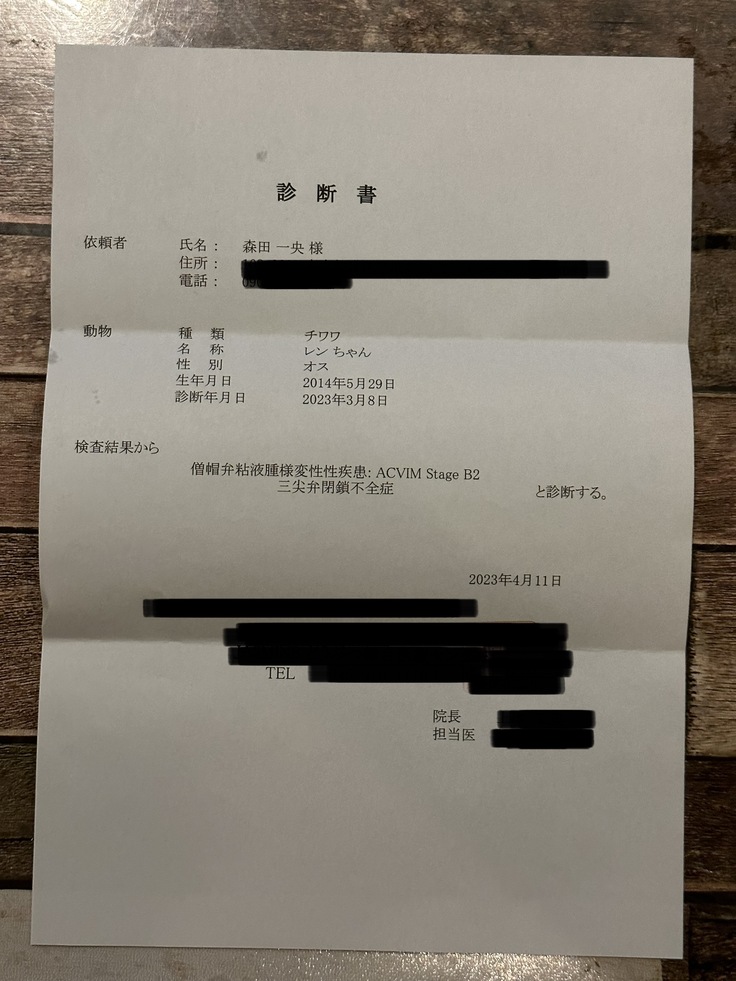 診断書
依頼者 氏名： 森田 一央 様
住所：
電話：
動物 種 類 チワワ
名 称 レン ちゃん
性 別 オス
生年月日 2014年5月29日
診断年月日 2023年3月8日
検査結果から
僧帽弁粘液腫様変性性疾患: ACVIM Stage B2
三尖弁閉鎖不全症 と診断する。
2023年4月11日
TEL
院長
担当医